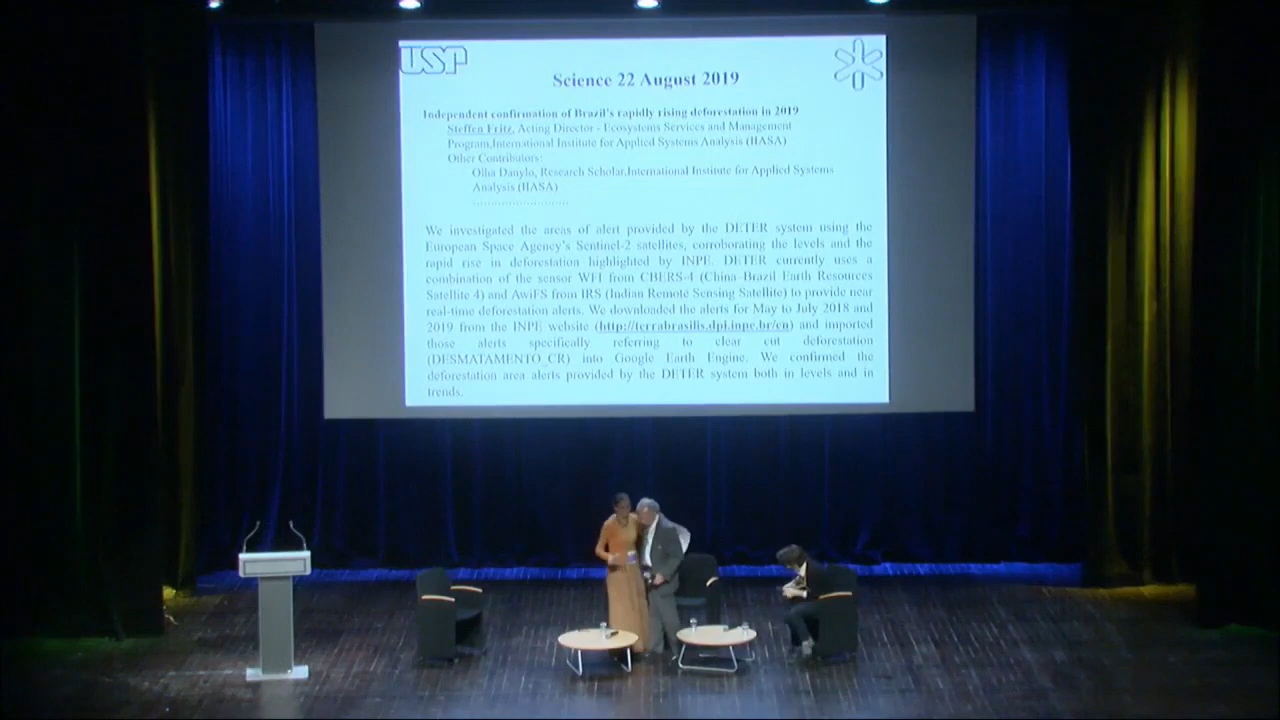 USP
Science 22 August 2019
Independent confirmation of Brazil's rapidly rising deforestation in 2019
Steffen Fritz, Acting Director - Ecosystems Services and Management
Program,International Institute for Applied Systems Analysis (IIASA)
Other Contributors:
Olha Danylo, Research Scholar,International Institute for Applied Systems
Analysis (IIASA)
............................
We investigated the areas of alert provided by the DETER system using the
European Space Agency's Sentinel-2 satellites, corroborating the levels and the
rapid rise in deforestation highlighted by INPE. DETER currently uses a
combination of the sensor WFI from CBERS-4 (China–Brazil Earth Resources
Satellite 4) and AwiFS from IRS (Indian Remote Sensing Satellite) to provide near
real-time deforestation alerts. We downloaded the alerts for May to July 2018 and
2019 from the INPE website (http://terrabrasilis.dpi.inpe.br/en) and imported
those alerts specifically referring to clear cut deforestation
(DESMATAMENTO_CR) into Google Earth Engine. We confirmed the
deforestation area alerts provided by the DETER system both in levels and in
trends.